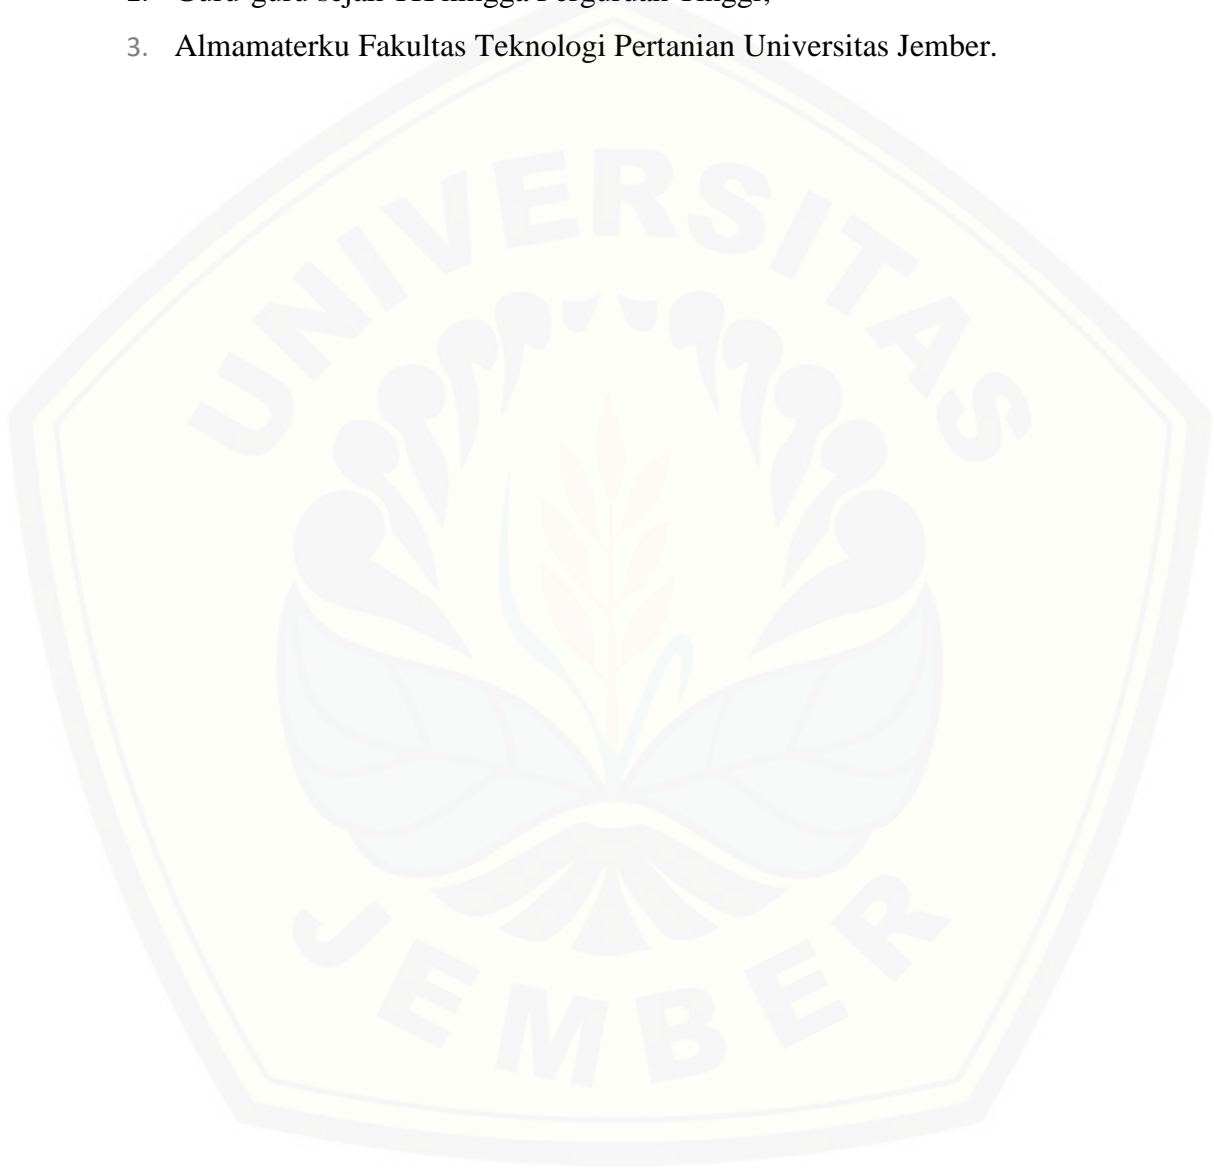 2. Guru-guru sejak TK hingga Perguruan Tinggi;
3. Almamaterku Fakultas Teknologi Pertanian Universitas Jember.
UNIVERSITAS
JEMBER